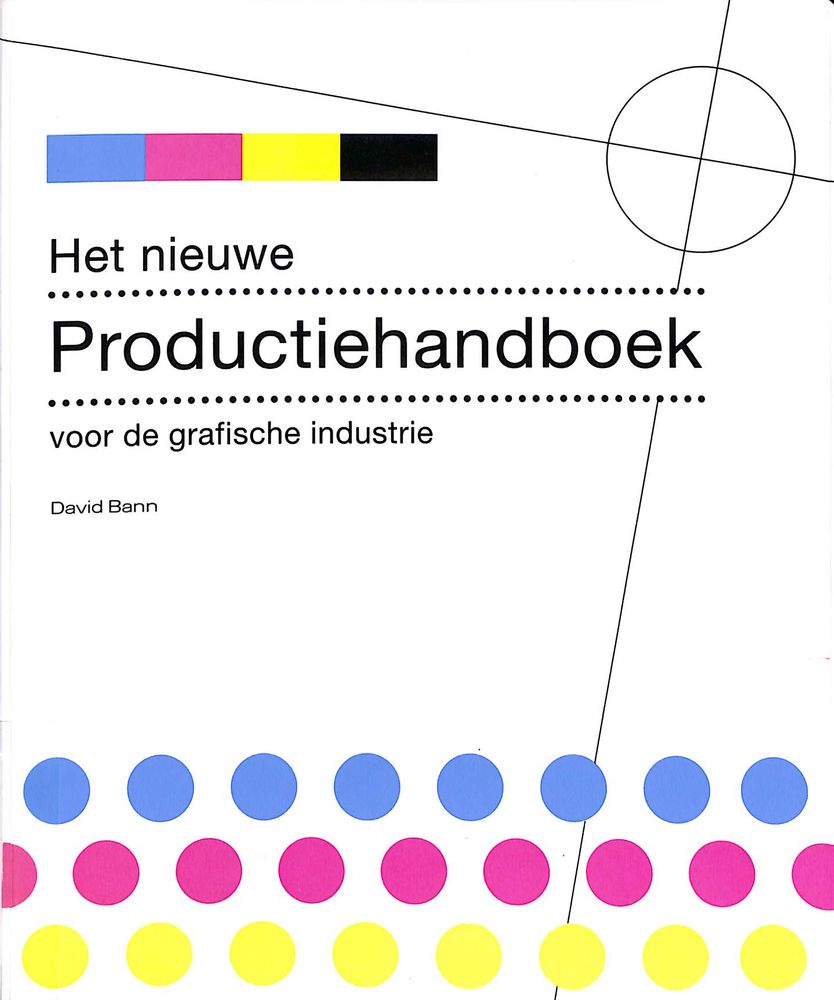 Het nieuwe
Productiehandboek
voor de grafische industrie
David Bann